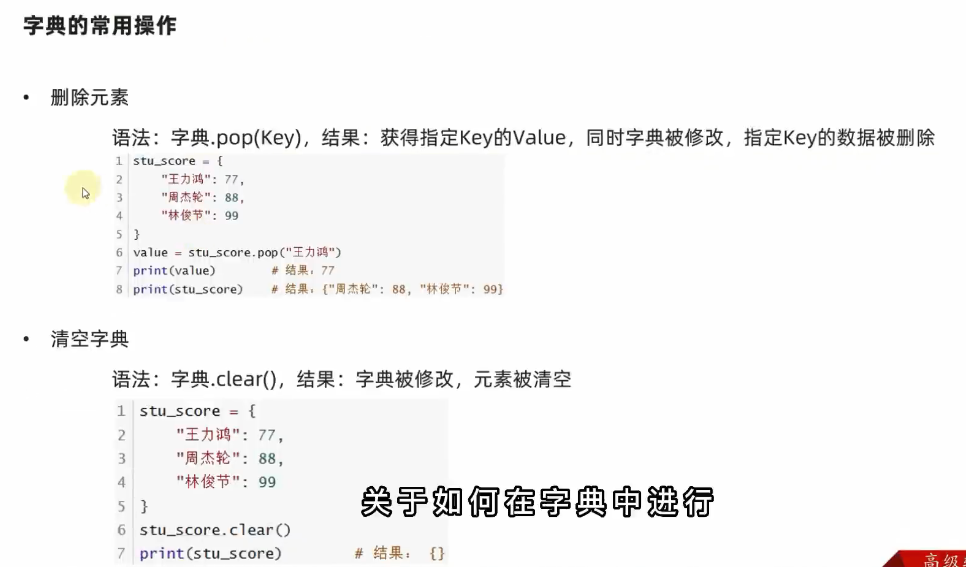 字典的常用操作
• 删除元素
语法：字典.pop(Key)，结果：获得指定Key的Value，同时字典被修改，指定Key的数据被删除
1 stu_score = {
2     "王力鸿": 77,
3     "周杰轮": 88,
4     "林俊节": 99
5 }
6 value = stu_score.pop("王力鸿")
7 print(value)        # 结果：77
8 print(stu_score)    # 结果：{"周杰轮": 88, "林俊节": 99}
• 清空字典
语法：字典.clear()，结果：字典被修改，元素被清空
1 stu_score = {
2     "王力鸿": 77,
3     "周杰轮": 88,
4     "林俊节": 99
5 }
6 stu_score.clear()
7 print(stu_score)        # 结果： {}
关于如何在字典中进行
高级